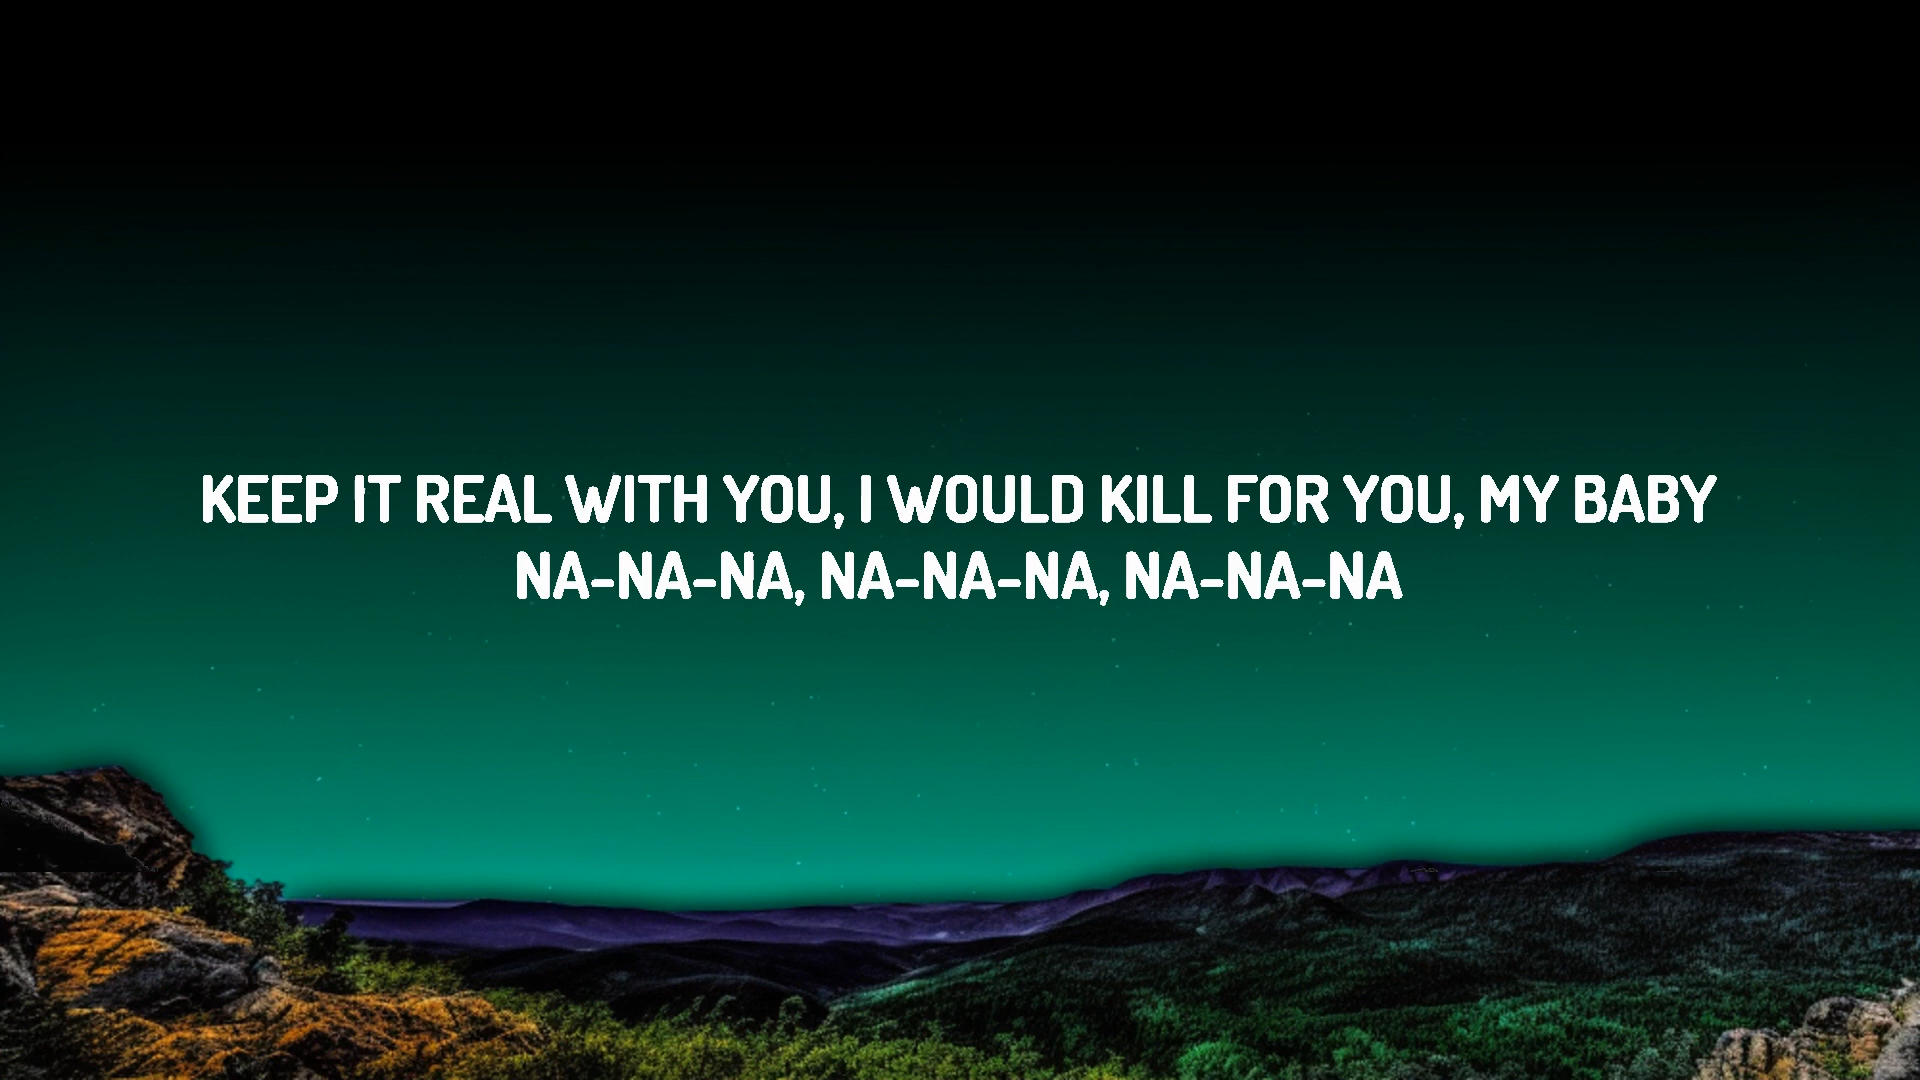 KEEP IT REAL WITH YOU, I WOULD KILL FOR YOU, MY BABY
NA-NA-NA, NA-NA-NA, NA-NA-NA